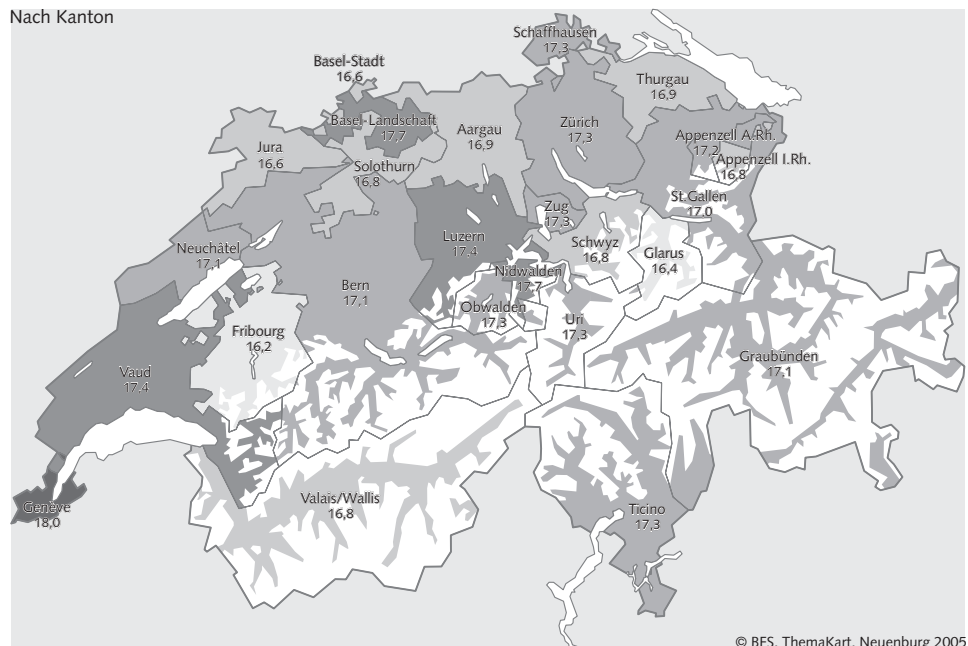 Nach Kanton
Schaffhausen
17,3
Basel-Stadt
16,6
Thurgau
16,9
Basel-Landschaft
17,7
Aargau
16,9
Zürich
17,3
Appenzell A.Rh.
17,2
Jura
16,6
Appenzell I.Rh.
16,8
Solothurn
16,8
St.Gallen
17,0
Zug
17,3
Luzern
17,4
Schwyz
16,8
Neuchâtel
17,1
Glarus
16,4
Nidwalden
17,7
Bern
17,1
Obwalden
17,3
Uri
17,3
Fribourg
16,2
Graubünden
17,1
Vaud
17,4
Valais/Wallis
16,8
Genève
18,0
Ticino
17,3
© BFS, ThemaKart, Neuenburg 2005